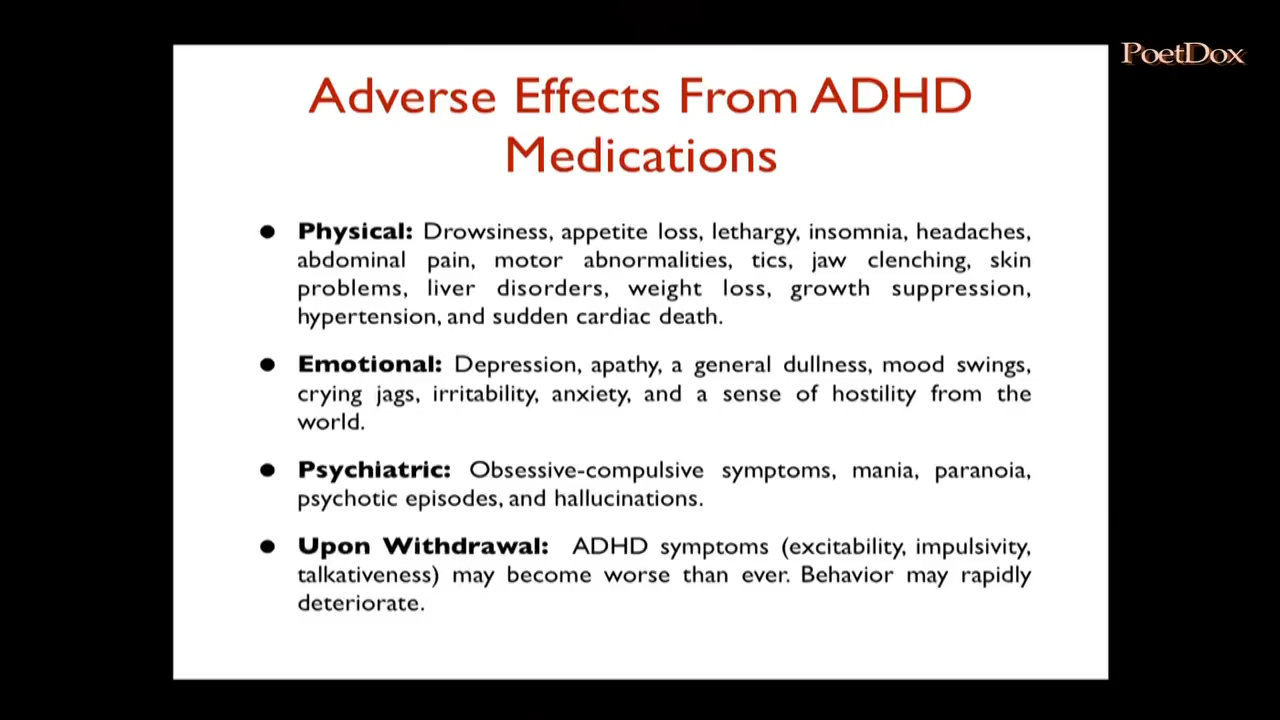 PoetDox
Adverse Effects From ADHD
Medications
● Physical: Drowsiness, appetite loss, lethargy, insomnia, headaches,
abdominal pain, motor abnormalities, tics, jaw clenching, skin
problems, liver disorders, weight loss, growth suppression,
hypertension, and sudden cardiac death.
● Emotional: Depression, apathy, a general dullness, mood swings,
crying jags, irritability, anxiety, and a sense of hostility from the
world.
● Psychiatric: Obsessive-compulsive symptoms, mania, paranoia,
psychotic episodes, and hallucinations.
● Upon Withdrawal: ADHD symptoms (excitability, impulsivity,
talkativeness) may become worse than ever. Behavior may rapidly
deteriorate.